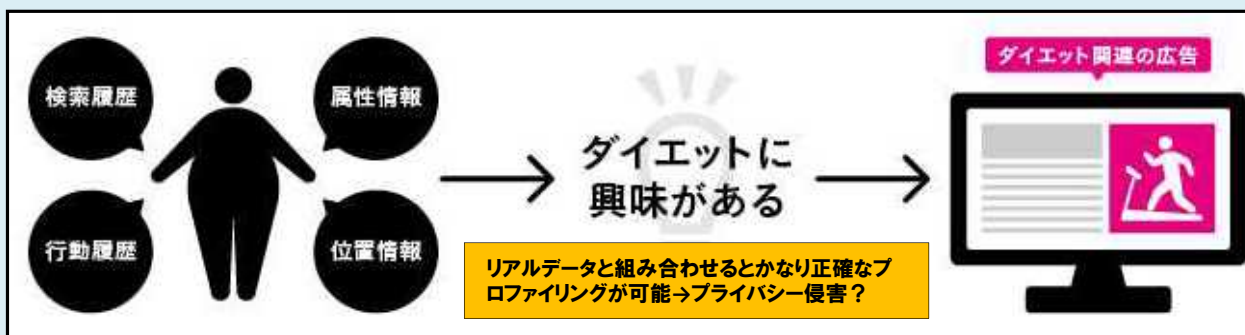 検索履歴
属性情報
行動履歴
位置情報
ダイエットに
興味がある
リアルデータと組み合わせるとかなり正確なプ
ロファイリングが可能→プライバシー侵害？
ダイエット関連の広告